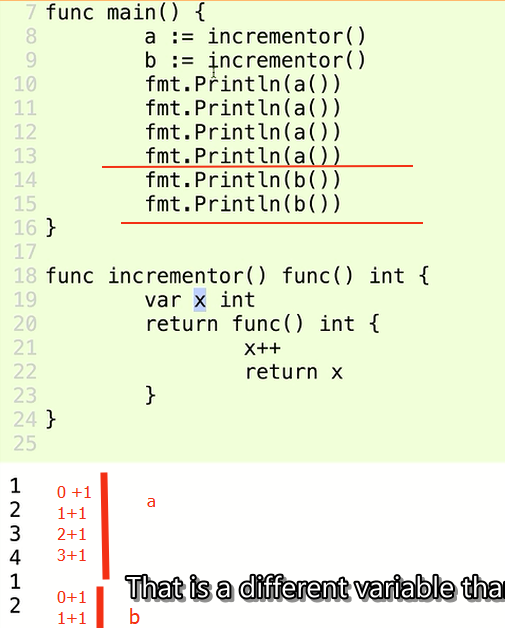 7 func main() {
8 a := incrementor()
9 b := incrementor()
10 fmt.Println(a())
11 fmt.Println(a())
12 fmt.Println(a())
13 fmt.Println(a())
14 fmt.Println(b())
15 fmt.Println(b())
16 }
17
18 func incrementor() func() int {
19 var x int
20 return func() int {
21 x++
22 return x
23 }
24 }
25
1 0 +1
2 1+1 a
3 2+1
4 3+1
1 0+1 That is a different variable than
2 1+1 b